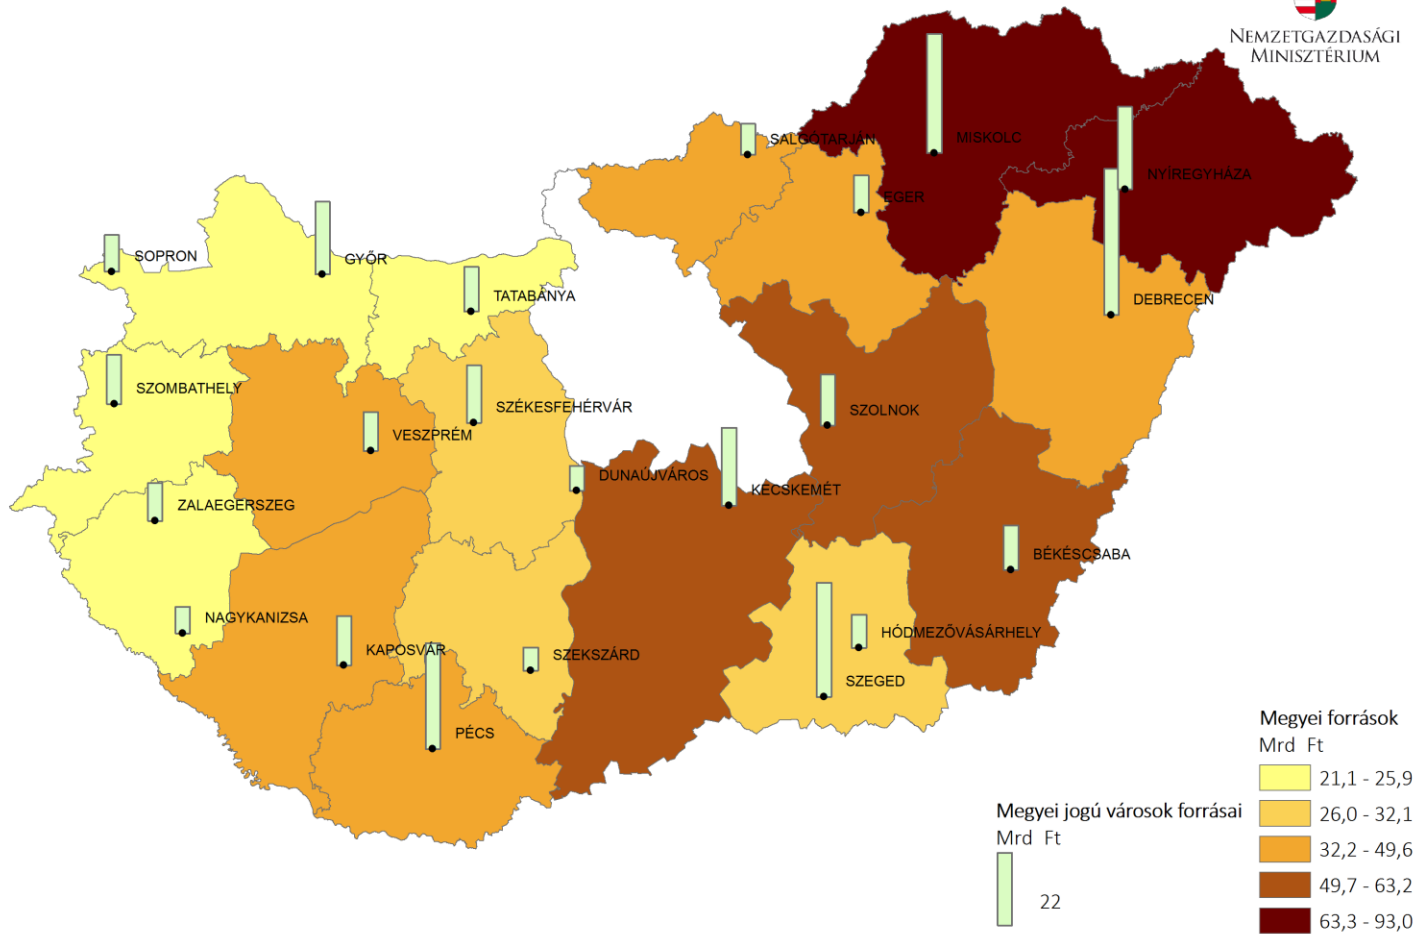 NEMZETGAZDASÁGI
MINISZTÉRIUM
SALGÓTARJÁN
MISKOLC
NYÍREGYHÁZA
EGER
SOPRON
GYŐR
TATABÁNYA
DEBRECEN
SZOMBATHELY
SZÉKESFEHÉRVÁR
SZOLNOK
VESZPRÉM
DUNAÚJVÁROS
KECSKEMÉT
ZALAEGERSZEG
BÉKÉSCSABA
NAGYKANIZSA
HÓDMEZŐVÁSÁRHELY
KAPOSVÁR
SZEKSZÁRD
SZEGED
PÉCS
Megyei források
Mrd Ft
21,1 - 25,9
26,0 - 32,1
32,2 - 49,6
49,7 - 63,2
63,3 - 93,0
Megyei jogú városok forrásai
Mrd Ft
22